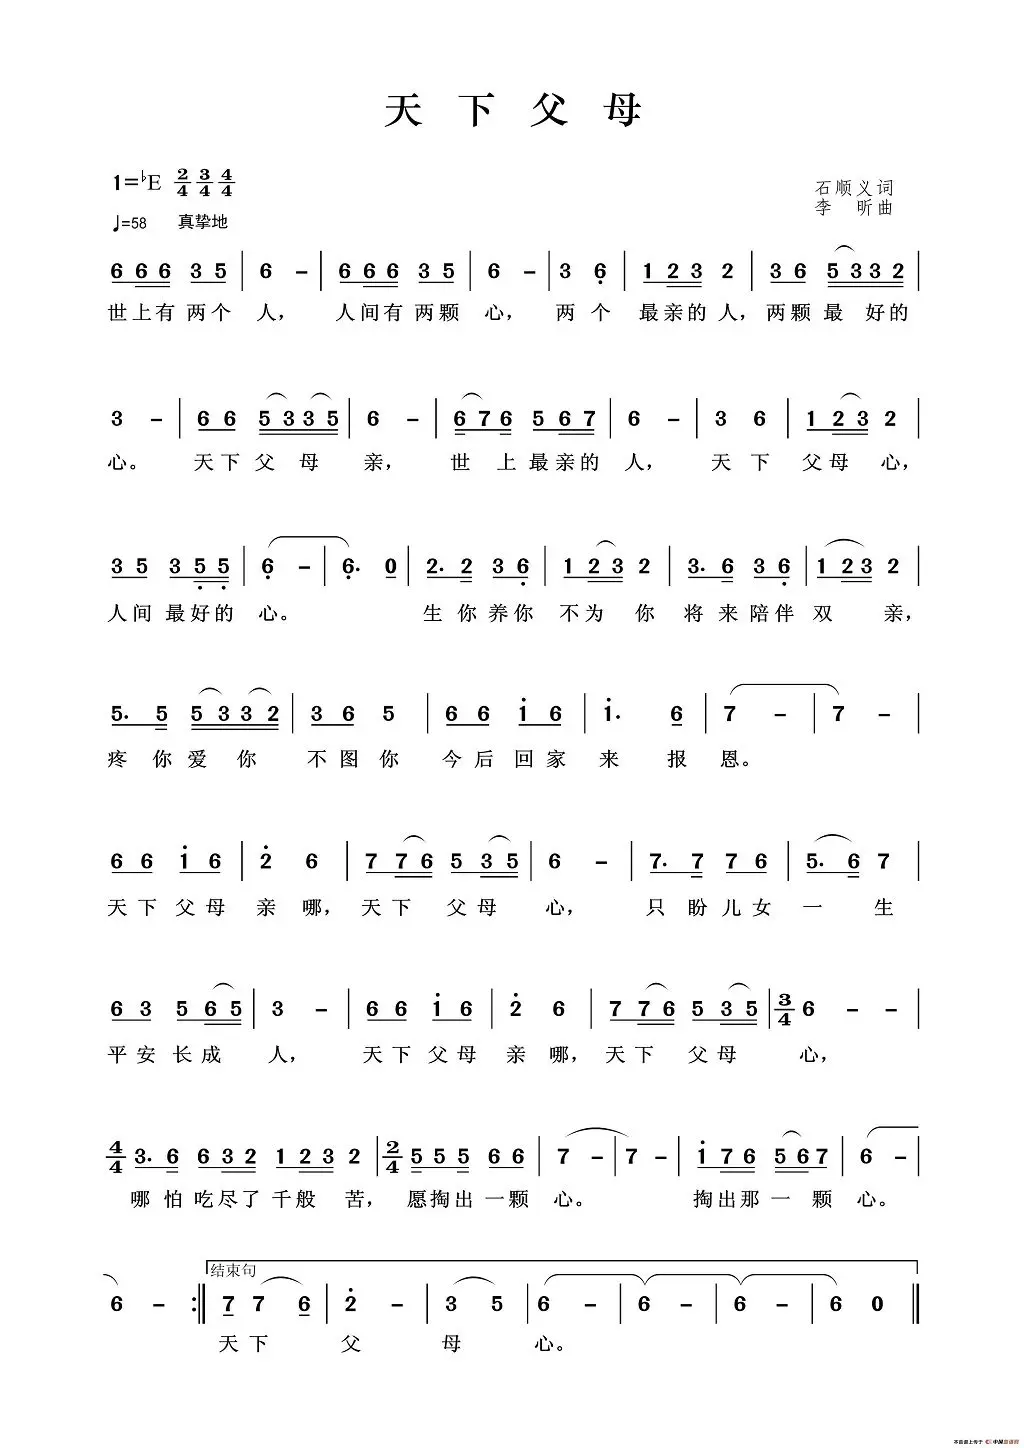 天下父母
1=♭E 2/4 3/4 4/4
石顺义词
♩=58 真挚地
李 昕曲
6 6 6 3 5 | 6 - | 6 6 6 3 5 | 6 - | 3 6 | 1 2 3 2 | 3 6 5 3 3 2 |
世上有两个 人， 人间有两颗 心， 两 个 最亲的人，两颗最 好的
3 - | 6 6 5 3 3 5 | 6 - | 6 7 6 5 6 7 | 6 - | 3 6 | 1 2 3 2 |
心。 天下父 母 亲， 世 上 最亲的 人， 天 下 父母 心，
3 5 3 5 5 | 6 - | 6. 0 | 2. 2 3 6 | 1 2 3 2 | 3. 6 3 6 | 1 2 3 2 |
人间 最好的 心。 生 你 养你 不为 你 将 来陪伴 双 亲，
5. 5 5 3 3 2 | 3 6 5 | 6 6 1 6 | 1. 6 | 7 - | 7 - |
疼 你 爱 你 不图你 今后 回家 来 报 恩。
6 6 1 6 | 2 6 | 7 7 6 5 3 5 | 6 - | 7. 7 7 6 | 5. 6 7 |
天下 父母 亲 哪，天下 父母 心， 只 盼儿女 一 生
6 3 5 6 5 | 3 - | 6 6 1 6 | 2 6 | 7 7 6 5 3 5 | 3/4 6 - - |
平安 长成 人， 天下 父母 亲 哪，天下 父母 心，
4/4 3. 6 6 3 2 1 2 3 2 | 2/4 5 5 5 6 6 | 7 - | 7 - | 1 7 6 5 6 7 | 6 - |
哪 怕 吃尽了 千般 苦， 愿掏出 一颗 心。 掏出那 一 颗 心。
结束句
6 - :‖ 7 7 6 | 2 - | 3 5 | 6 - | 6 - | 6 - | 6 0 ‖
天下 父 母 心。